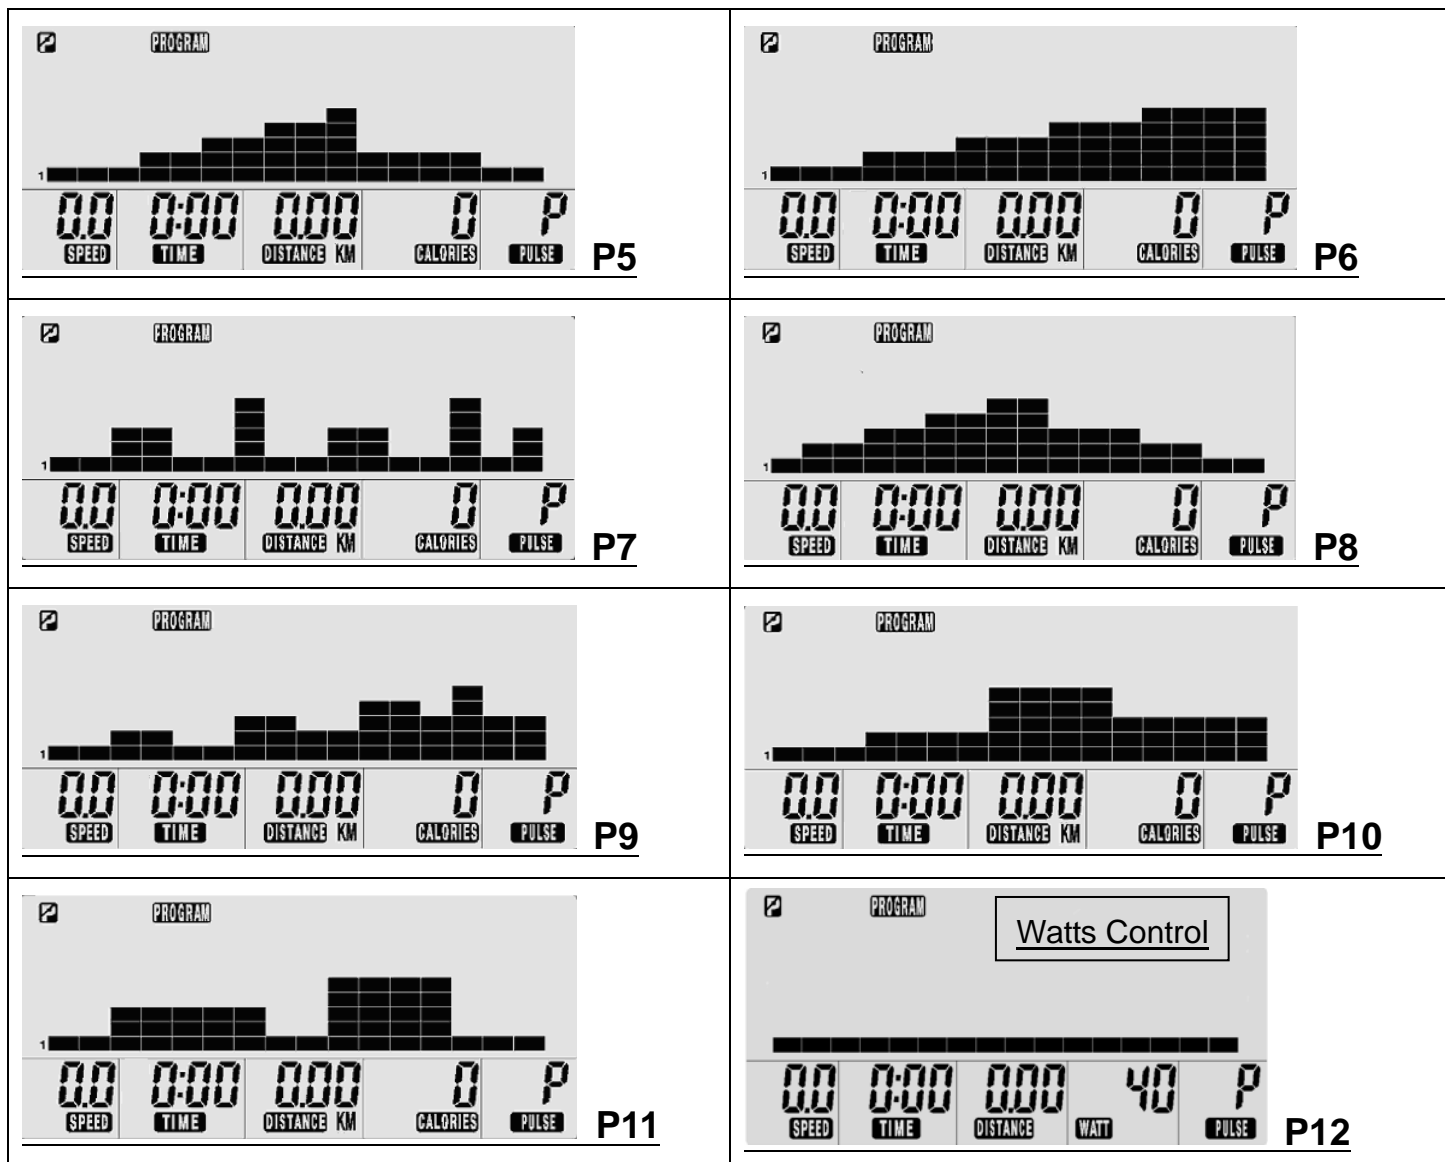 PROGRAM
1
0.0 0:00 0.00 0 P
SPEED TIME DISTANCE KM CALORIES PULSE P5
PROGRAM
1
0.0 0:00 0.00 0 P
SPEED TIME DISTANCE KM CALORIES PULSE P6
PROGRAM
1
0.0 0:00 0.00 0 P
SPEED TIME DISTANCE KM CALORIES PULSE P7
PROGRAM
1
0.0 0:00 0.00 0 P
SPEED TIME DISTANCE KM CALORIES PULSE P8
PROGRAM
1
0.0 0:00 0.00 0 P
SPEED TIME DISTANCE KM CALORIES PULSE P9
PROGRAM
1
0.0 0:00 0.00 0 P
SPEED TIME DISTANCE KM CALORIES PULSE P10
PROGRAM
1
0.0 0:00 0.00 0 P
SPEED TIME DISTANCE KM CALORIES PULSE P11
PROGRAM
Watts Control
0.0 0:00 0.00 40 P
SPEED TIME DISTANCE WATT PULSE P12